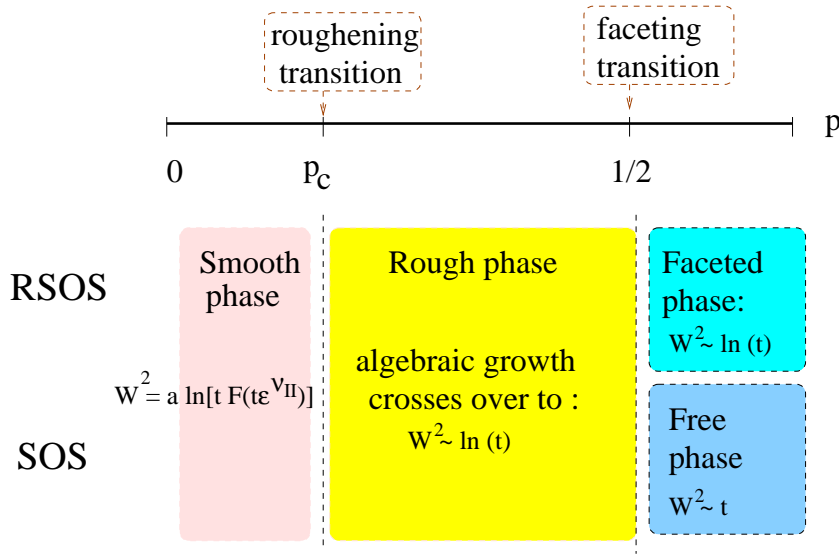 roughening
transition
faceting
transition
p
0
p_c
1/2
RSOS
Smooth
phase
Rough phase
Faceted
phase:
W² ~ ln (t)
algebraic growth
crosses over to :
W² ~ ln (t)
W² = a ln[t F(tε^ν_II)]
SOS
Free
phase
W² ~ t